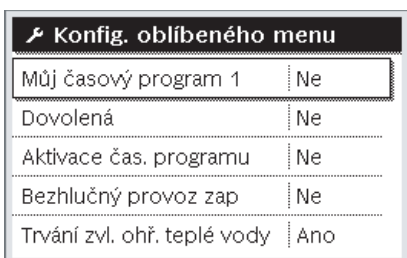 Konfig. oblíbeného menu
Můj časový program 1 Ne
Dovolená Ne
Aktivace čas. programu Ne
Bezhlučný provoz zap Ne
Trvání zvl. ohř. teplé vody Ano